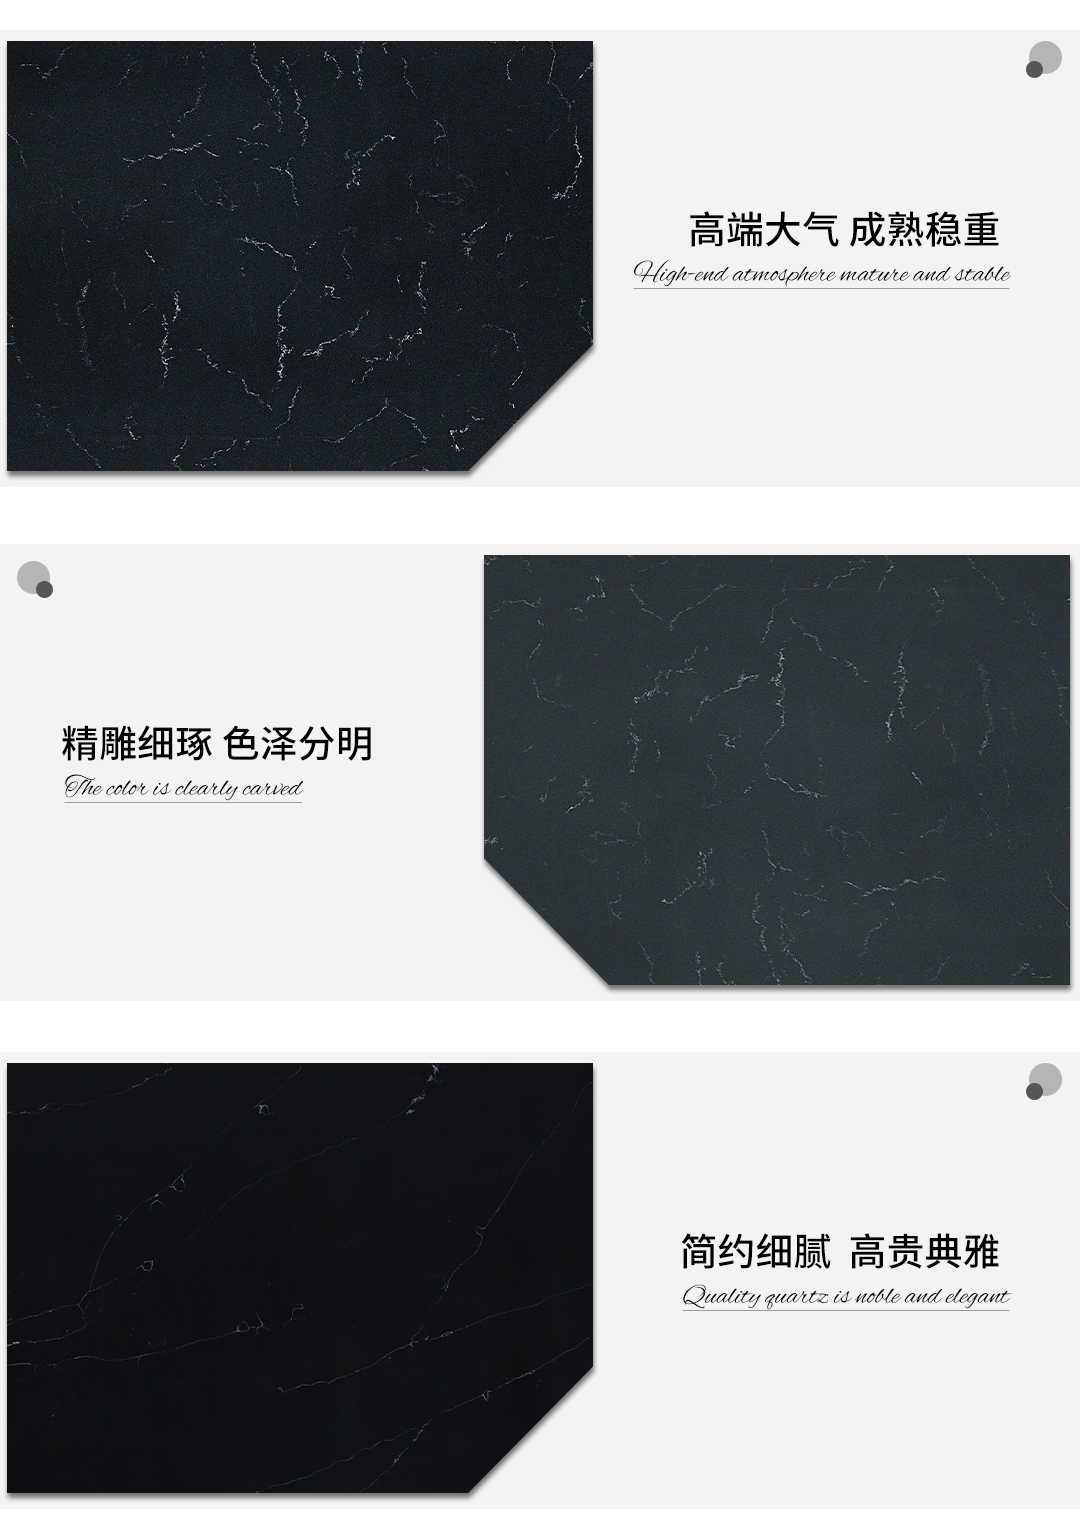 高端大气 成熟稳重
High-end atmosphere mature and stable
精雕细琢 色泽分明
The color is clearly carved
简约细腻 高贵典雅
Quality quartz is noble and elegant